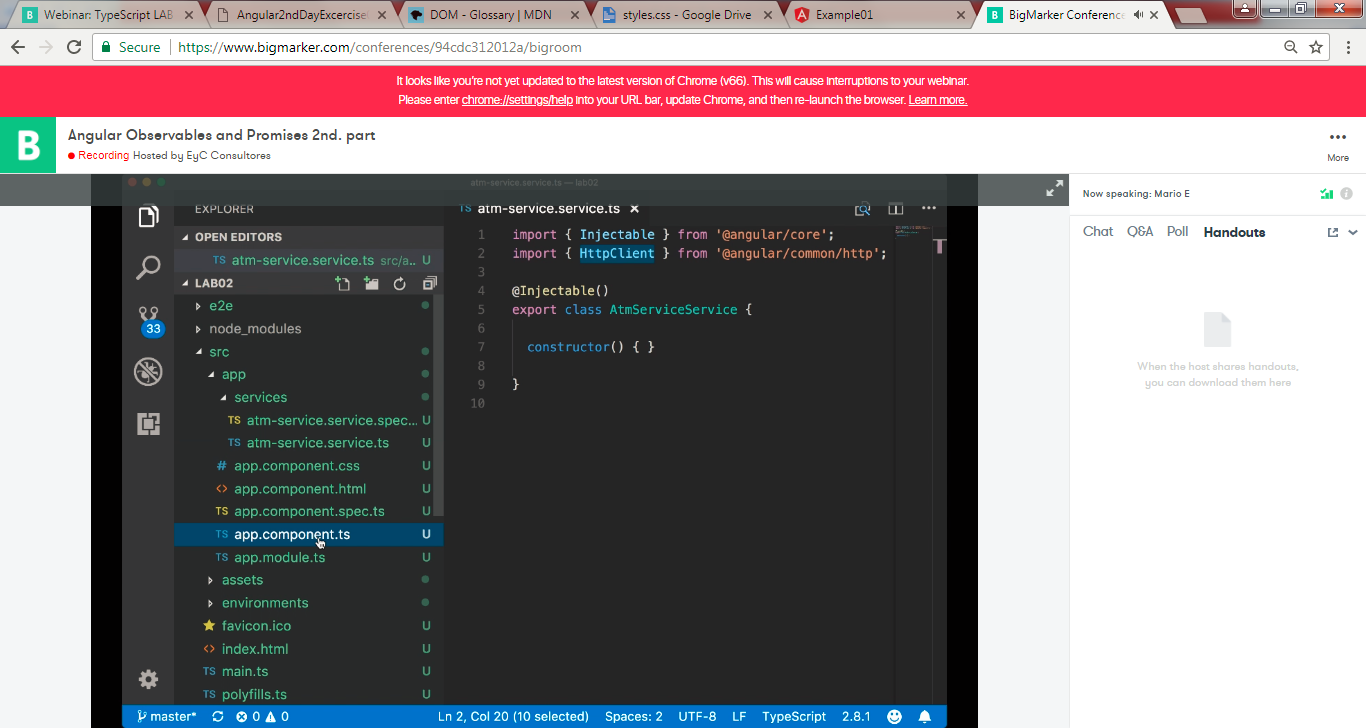 Webinar: TypeScript LAB
Angular2ndDayExcercise
DOM - Glossary | MDN
styles.css - Google Drive
Example01
BigMarker Conference
Secure
https://www.bigmarker.com/conferences/94cdc312012a/bigroom
It looks like you're not yet updated to the latest version of Chrome (v66). This will cause interruptions to your webinar.
Please enter chrome://settings/help into your URL bar, update Chrome, and then re-launch the browser. Learn more.
B
Angular Observables and Promises 2nd. part
Recording Hosted by EyC Consultores
More
atm-service.service.ts — lab02
Now speaking: Mario E
Chat Q&A Poll Handouts
When the host shares handouts,
you can download them here
EXPLORER
OPEN EDITORS
TS atm-service.service.ts src/a.. U
LAB02
e2e
node_modules
src
app
services
TS atm-service.service.spec... U
TS atm-service.service.ts U
# app.component.css U
<> app.component.html U
TS app.component.spec.ts U
TS app.component.ts U
TS app.module.ts U
assets
environments
favicon.ico U
<> index.html U
TS main.ts U
TS polyfills.ts U
33
TS atm-service.service.ts
1 import { Injectable } from '@angular/core';
2 import { HttpClient } from '@angular/common/http';
3
4 @Injectable()
5 export class AtmServiceService {
6
7 constructor() { }
8
9 }
10
master* 0 0 Ln 2, Col 20 (10 selected) Spaces: 2 UTF-8 LF TypeScript 2.8.1